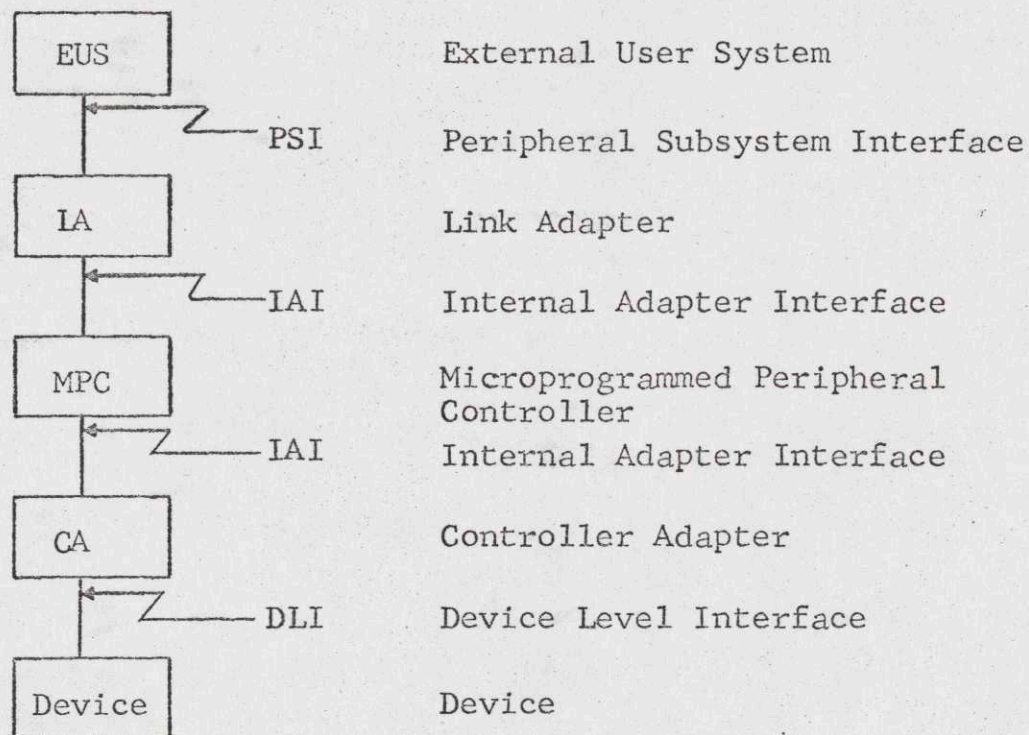 EUS External User System
PSI Peripheral Subsystem Interface
LA Link Adapter
IAI Internal Adapter Interface
MPC Microprogrammed Peripheral
Controller
IAI Internal Adapter Interface
CA Controller Adapter
DLI Device Level Interface
Device Device